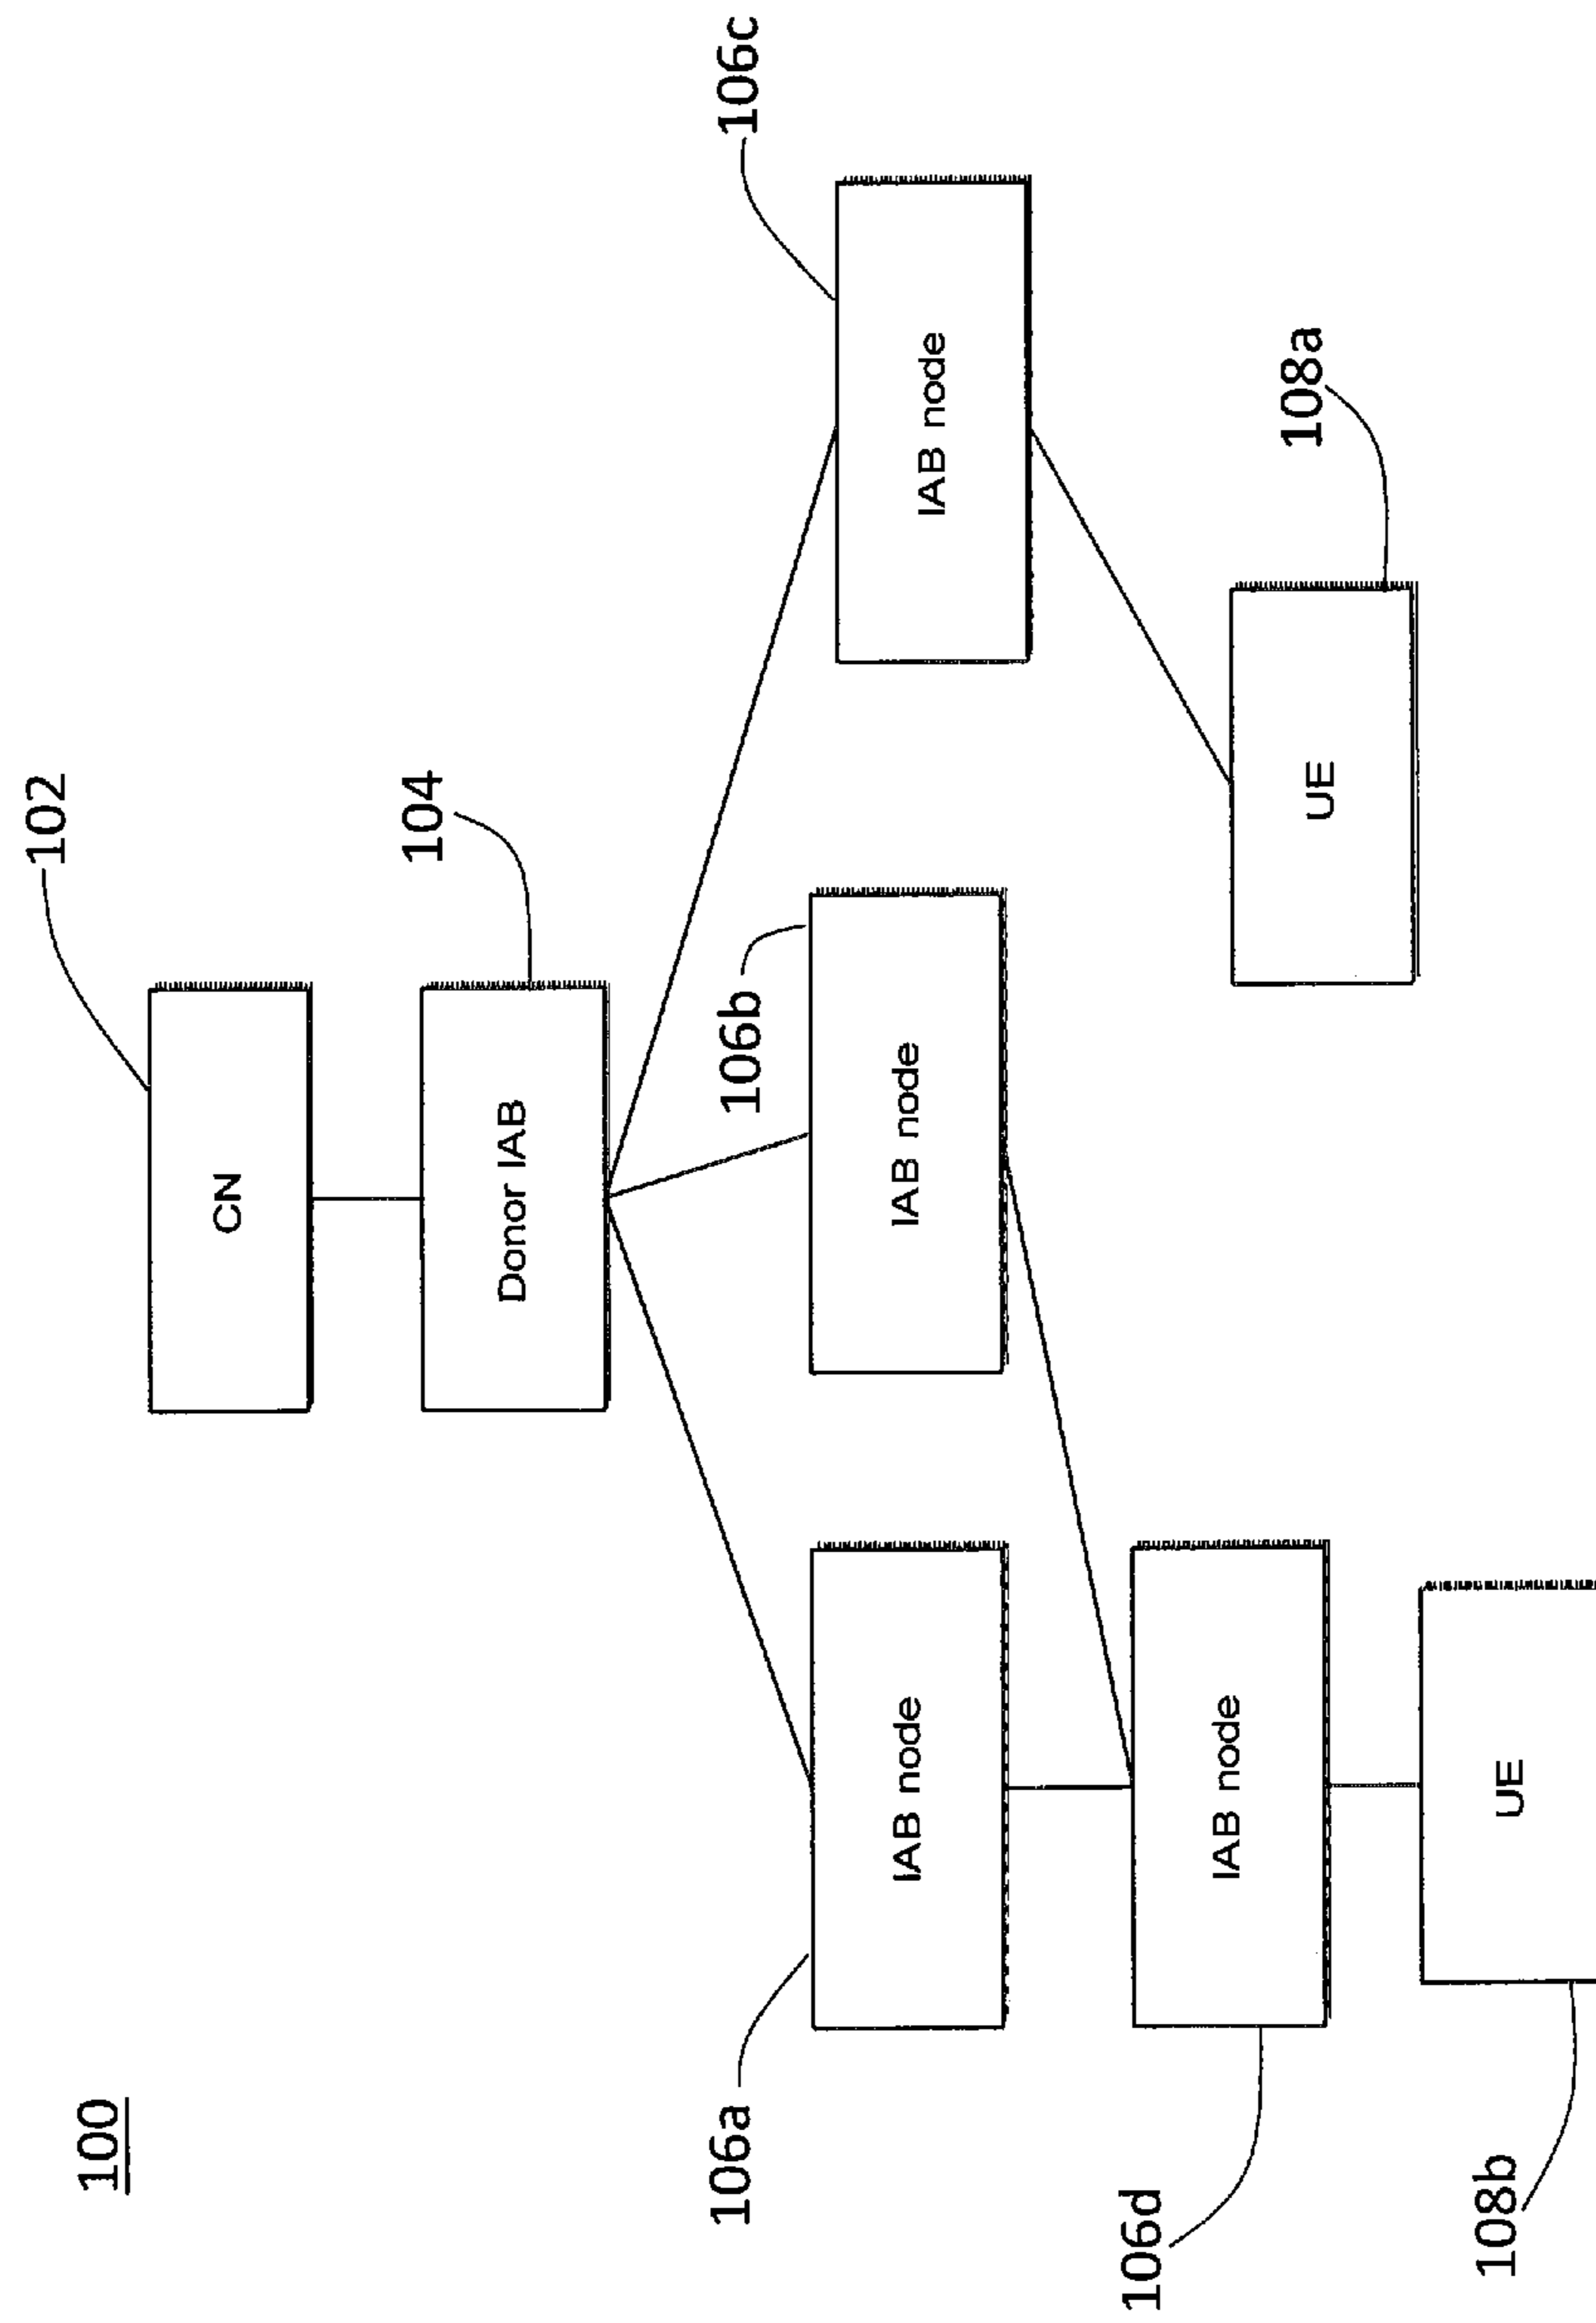 100
102
CN
104
Donor IAB
106a
IAB node
106b
IAB node
106c
IAB node
106d
IAB node
108a
UE
108b
UE